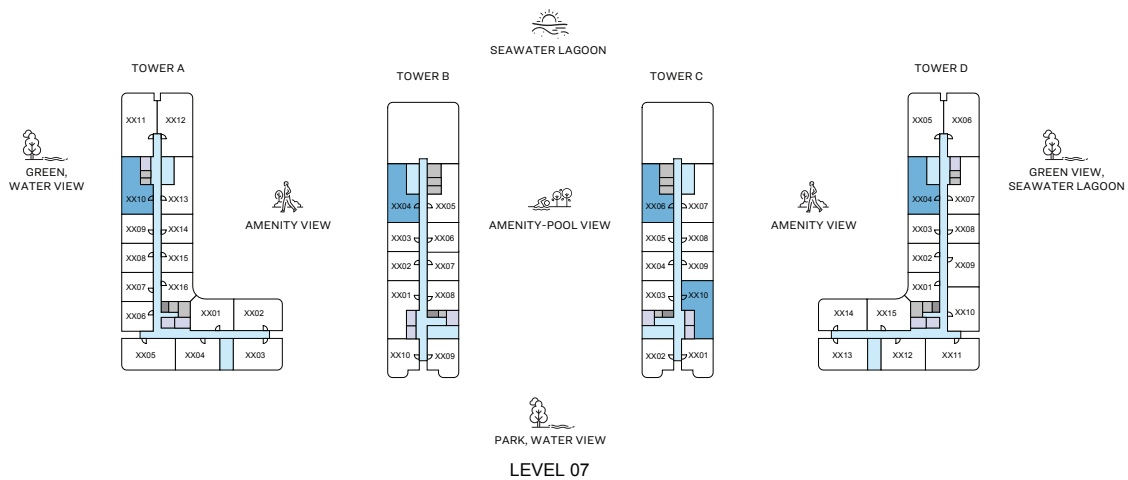 SEAWATER LAGOON
TOWER A
TOWER B
TOWER C
TOWER D
GREEN,
WATER VIEW
AMENITY VIEW
AMENITY-POOL VIEW
AMENITY VIEW
GREEN VIEW,
SEAWATER LAGOON
XX11 XX12
XX10 XX13
XX09 XX14
XX08 XX15
XX07 XX16
XX06 XX01 XX02
XX05 XX04 XX03
XX04 XX05
XX03 XX06
XX02 XX07
XX01 XX08
XX10 XX09
XX06 XX07
XX05 XX08
XX04 XX09
XX03 XX10
XX02 XX01
XX05 XX06
XX04 XX07
XX03 XX08
XX02 XX09
XX01
XX14 XX15 XX10
XX13 XX12 XX11
PARK, WATER VIEW
LEVEL 07